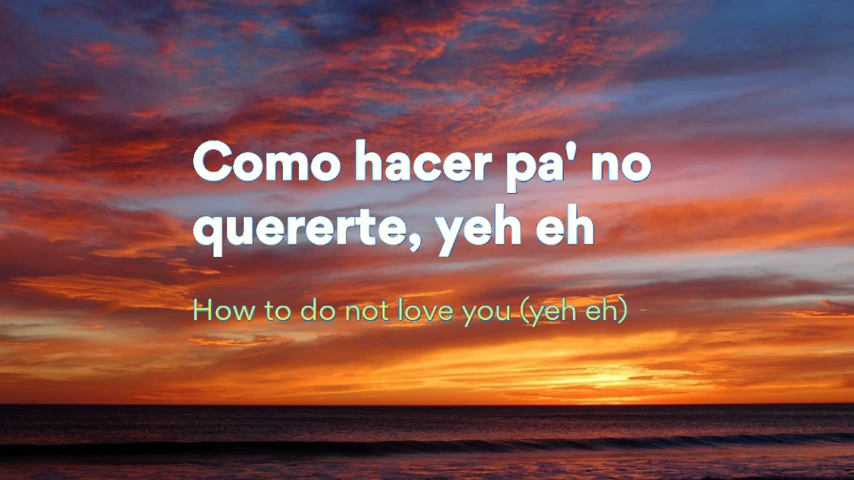 Como hacer pa' no
quererte, yeh eh
How to do not love you (yeh eh)